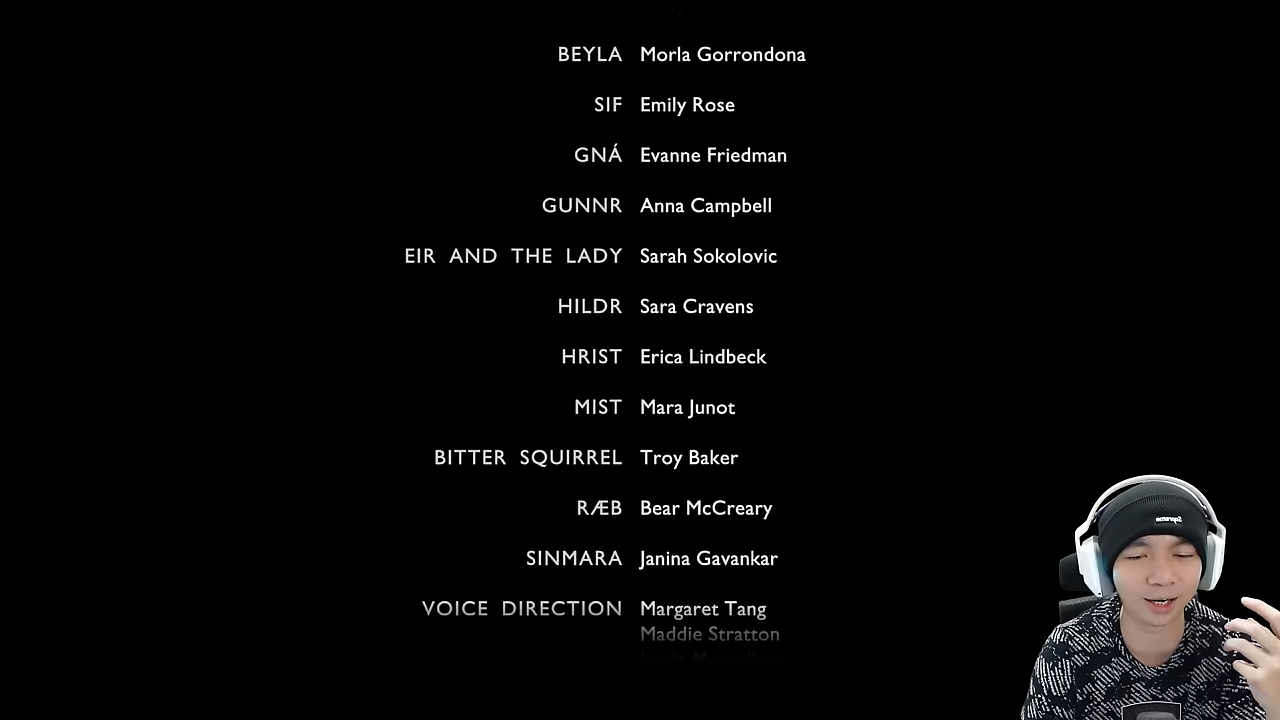 BEYLA Morla Gorrondona
SIF Emily Rose
GNÁ Evanne Friedman
GUNNR Anna Campbell
EIR AND THE LADY Sarah Sokolovic
HILDR Sara Cravens
HRIST Erica Lindbeck
MIST Mara Junot
BITTER SQUIRREL Troy Baker
RÆB Bear McCreary
SINMARA Janina Gavankar
VOICE DIRECTION Margaret Tang
Maddie Stratton
Supreme